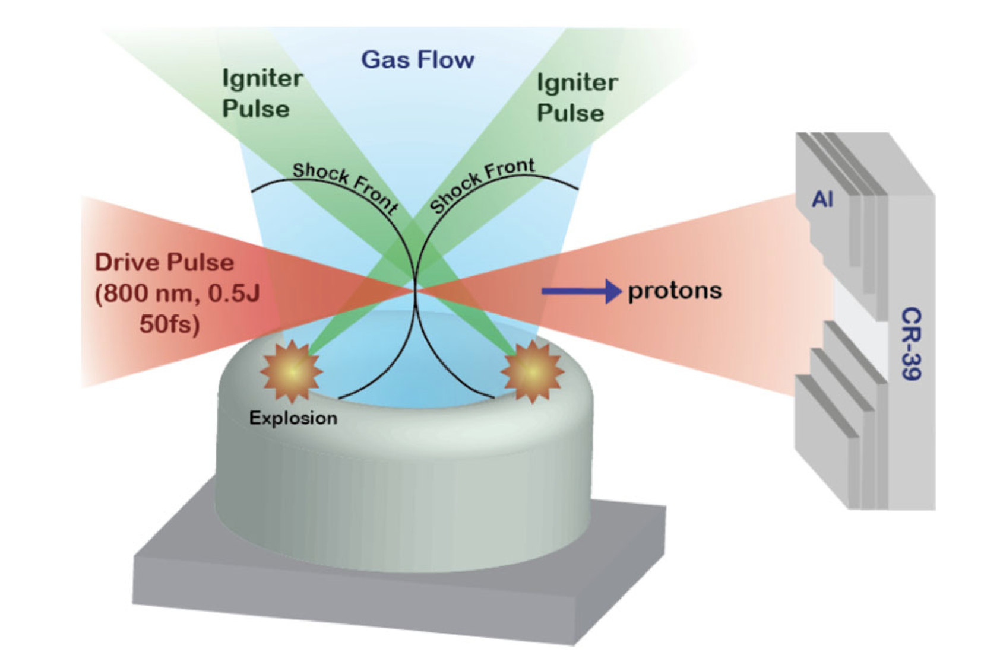 Gas Flow
Igniter
Pulse
Igniter
Pulse
Shock Front
Shock Front
Al
Drive Pulse
(800 nm, 0.5J
50fs)
protons
CR-39
Explosion